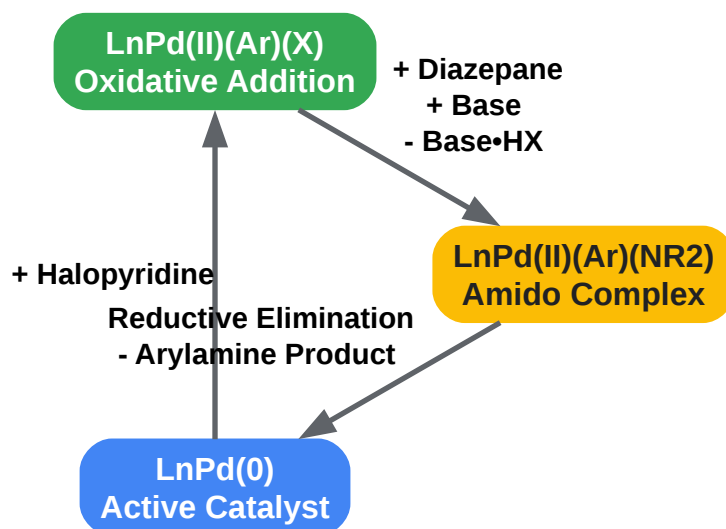 LnPd(II)(Ar)(X)
Oxidative Addition
+ Diazepane
+ Base
- Base•HX
LnPd(II)(Ar)(NR2)
Amido Complex
+ Halopyridine
Reductive Elimination
- Arylamine Product
LnPd(0)
Active Catalyst